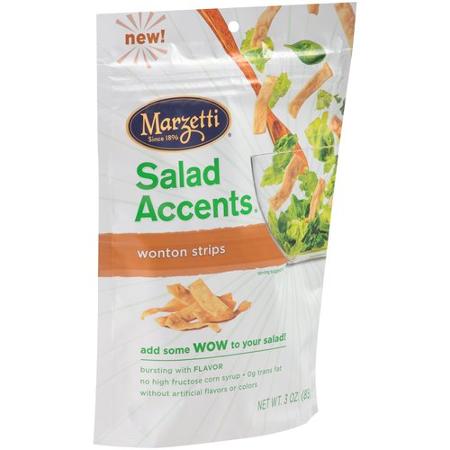 new!
Marzetti®
Since 1896
Salad
Accents®
wonton strips
serving suggestion
add some WOW to your salad!
bursting with FLAVOR
no high fructose corn syrup • 0g trans fat
without artificial flavors or colors
NET WT. 3 OZ. (85